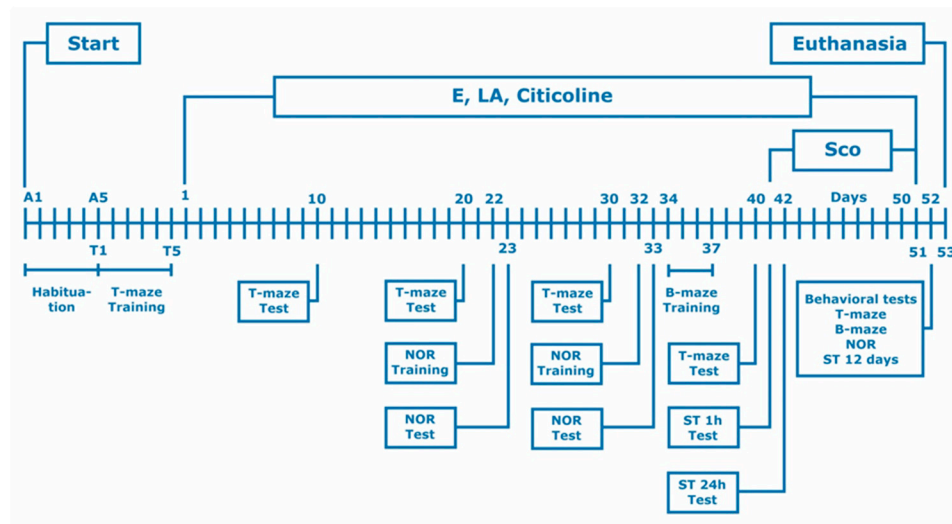 Start
Euthanasia
E, LA, Citicoline
Sco
A1 A5 1 10 20 22 30 32 34 40 42 Days 50 52
T1 T5 23 33 37 51 53
Habitua-
tion
T-maze
Training
T-maze
Test
T-maze
Test
T-maze
Test
B-maze
Training
Behavioral tests
T-maze
B-maze
NOR
ST 12 days
NOR
Training
NOR
Training
T-maze
Test
NOR
Test
NOR
Test
ST 1h
Test
ST 24h
Test